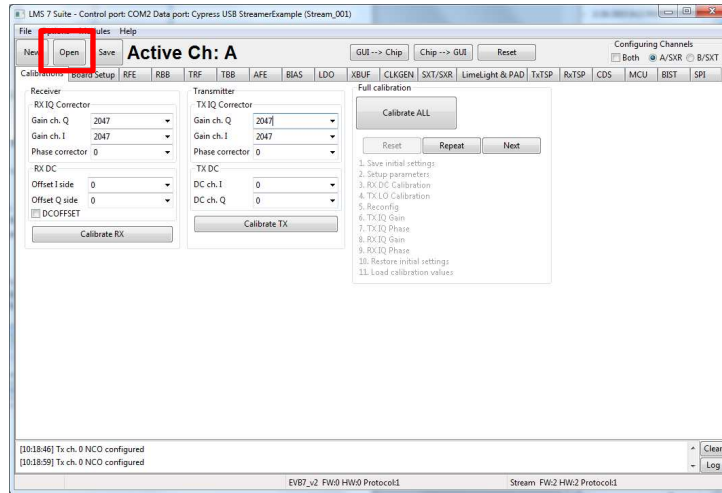 LMS 7 Suite - Control port: COM2 Data port: Cypress USB StreamerExample (Stream_001)
File Options Modules Help
New Open Save Active Ch: A GUI --> Chip Chip --> GUI Reset Configuring Channels
Both A/SXR B/SXT
Calibrations Board Setup RFE RBB TRF TBB AFE BIAS LDO XBUF CLKGEN SXT/SXR LimeLight & PAD TxTSP RxTSP CDS MCU BIST SPI
Receiver Transmitter Full calibration
RX IQ Corrector TX IQ Corrector
Gain ch. Q 2047 Gain ch. Q 2047 Calibrate ALL
Gain ch. I 2047 Gain ch. I 2047
Phase corrector 0 Phase corrector 0 Reset Repeat Next
RX DC TX DC
Offset I side 0 DC ch. I 0
Offset Q side 0 DC ch. Q 0
DCOFFSET
Calibrate RX Calibrate TX
1. Save initial settings
2. Setup parameters
3. RX DC Calibration
4. TX LO Calibration
5. Reconfig
6. TX IQ Gain
7. TX IQ Phase
8. RX IQ Gain
9. RX IQ Phase
10. Restore initial settings
11. Load calibration values
[10:18:46] Tx ch. 0 NCO configured Clear
[10:18:59] Tx ch. 0 NCO configured Log
EVB7_v2 FW:0 HW:0 Protocol:1 Stream FW:2 HW:2 Protocol:1